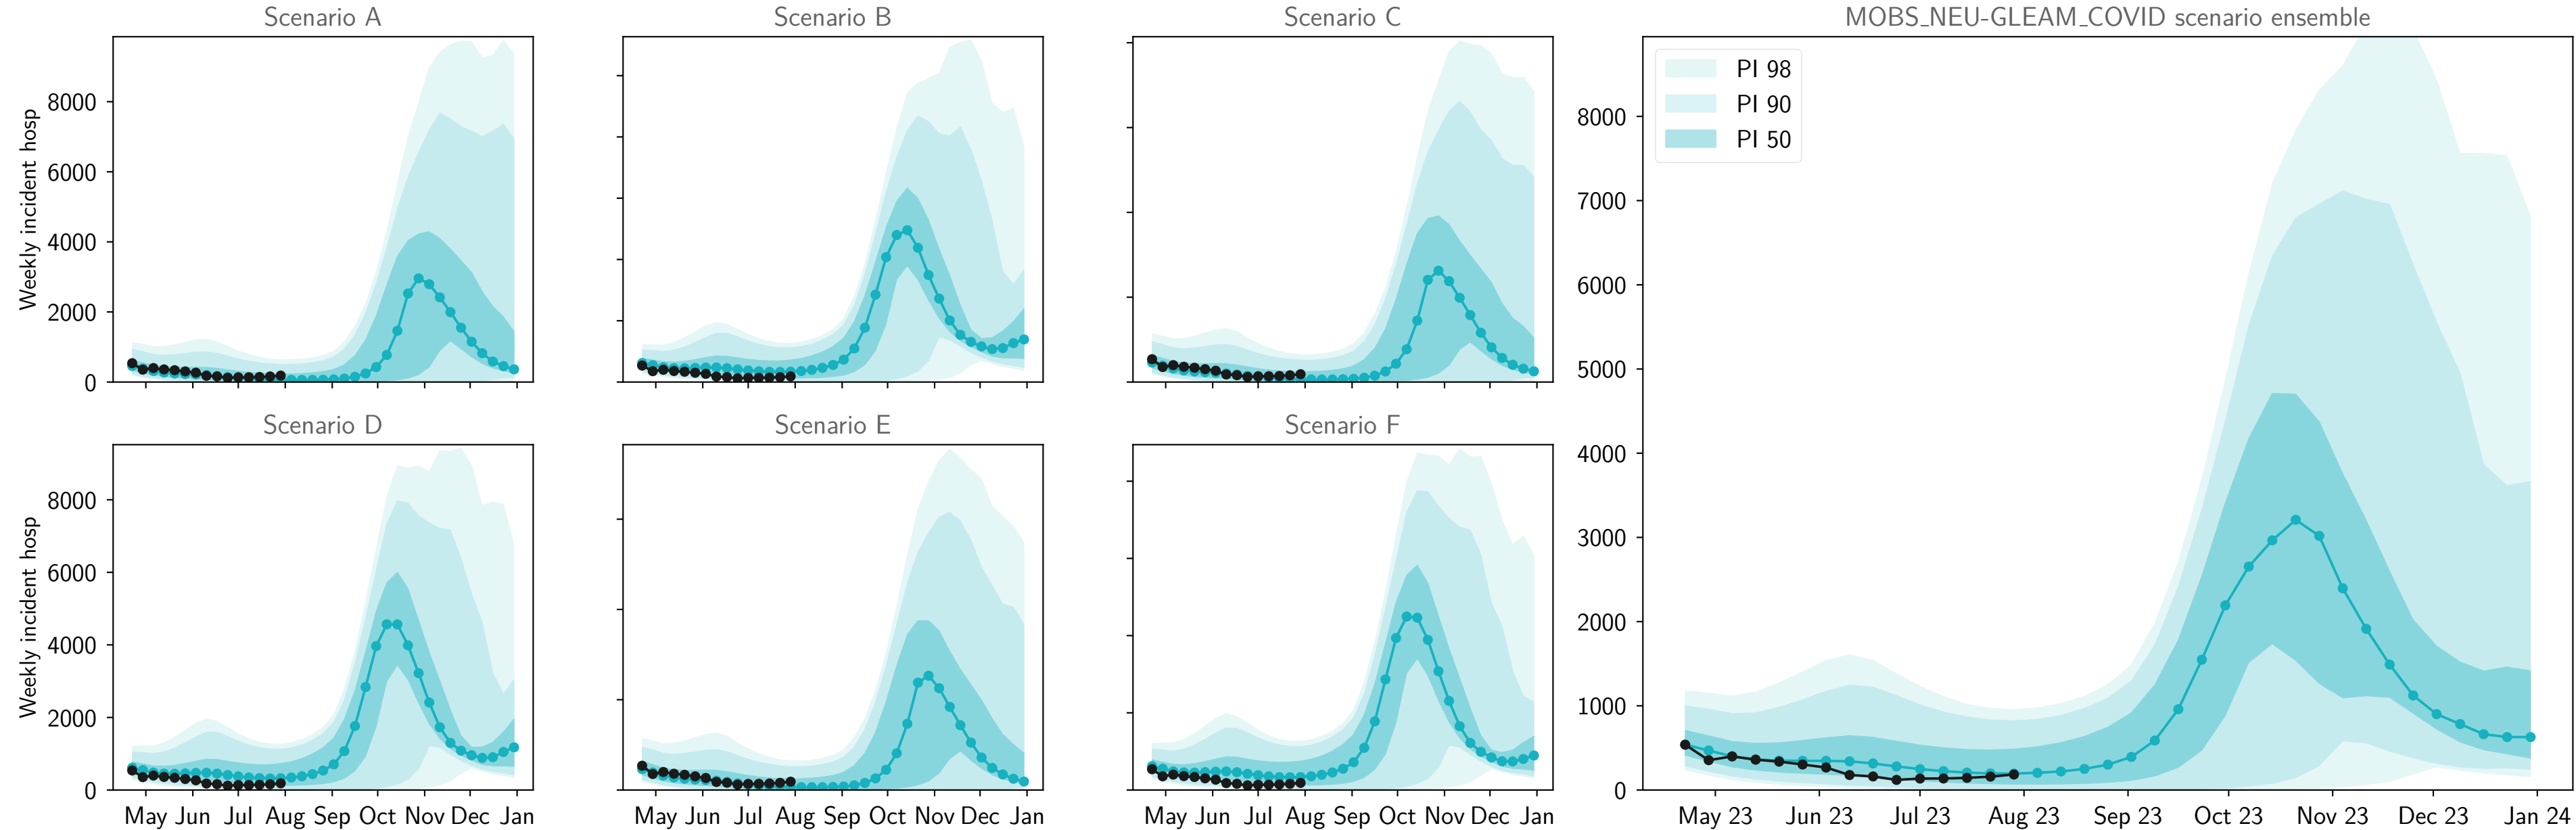 Scenario A
Scenario B
Scenario C
MOBS_NEU-GLEAM_COVID scenario ensemble
Weekly incident hosp
8000
6000
4000
2000
0
PI 98
PI 90
PI 50
8000
7000
6000
5000
4000
3000
2000
1000
0
Scenario D
Scenario E
Scenario F
Weekly incident hosp
8000
6000
4000
2000
0
May Jun Jul Aug Sep Oct Nov Dec Jan
May Jun Jul Aug Sep Oct Nov Dec Jan
May Jun Jul Aug Sep Oct Nov Dec Jan
May 23 Jun 23 Jul 23 Aug 23 Sep 23 Oct 23 Nov 23 Dec 23 Jan 24